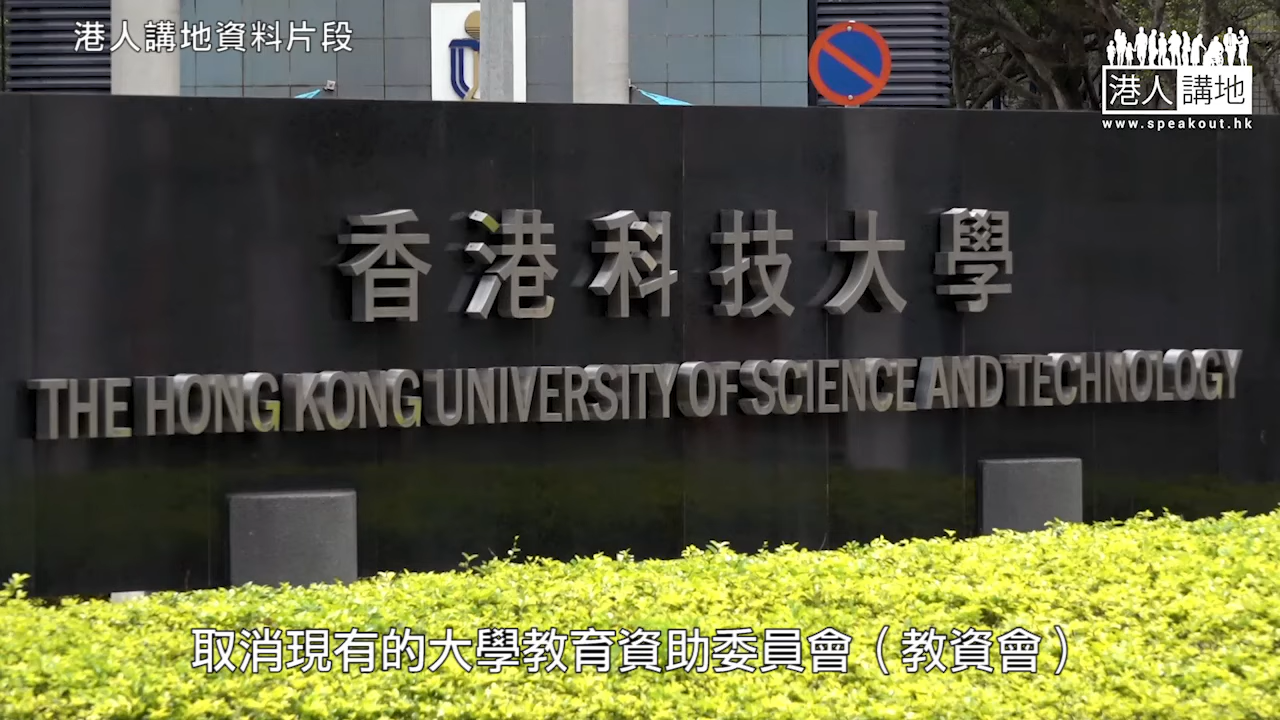 港人講地資料片段
港人講地
www.speakout.hk
香港科技大學
THE HONG KONG UNIVERSITY OF SCIENCE AND TECHNOLOGY
取消現有的大學教育資助委員會（教資會）